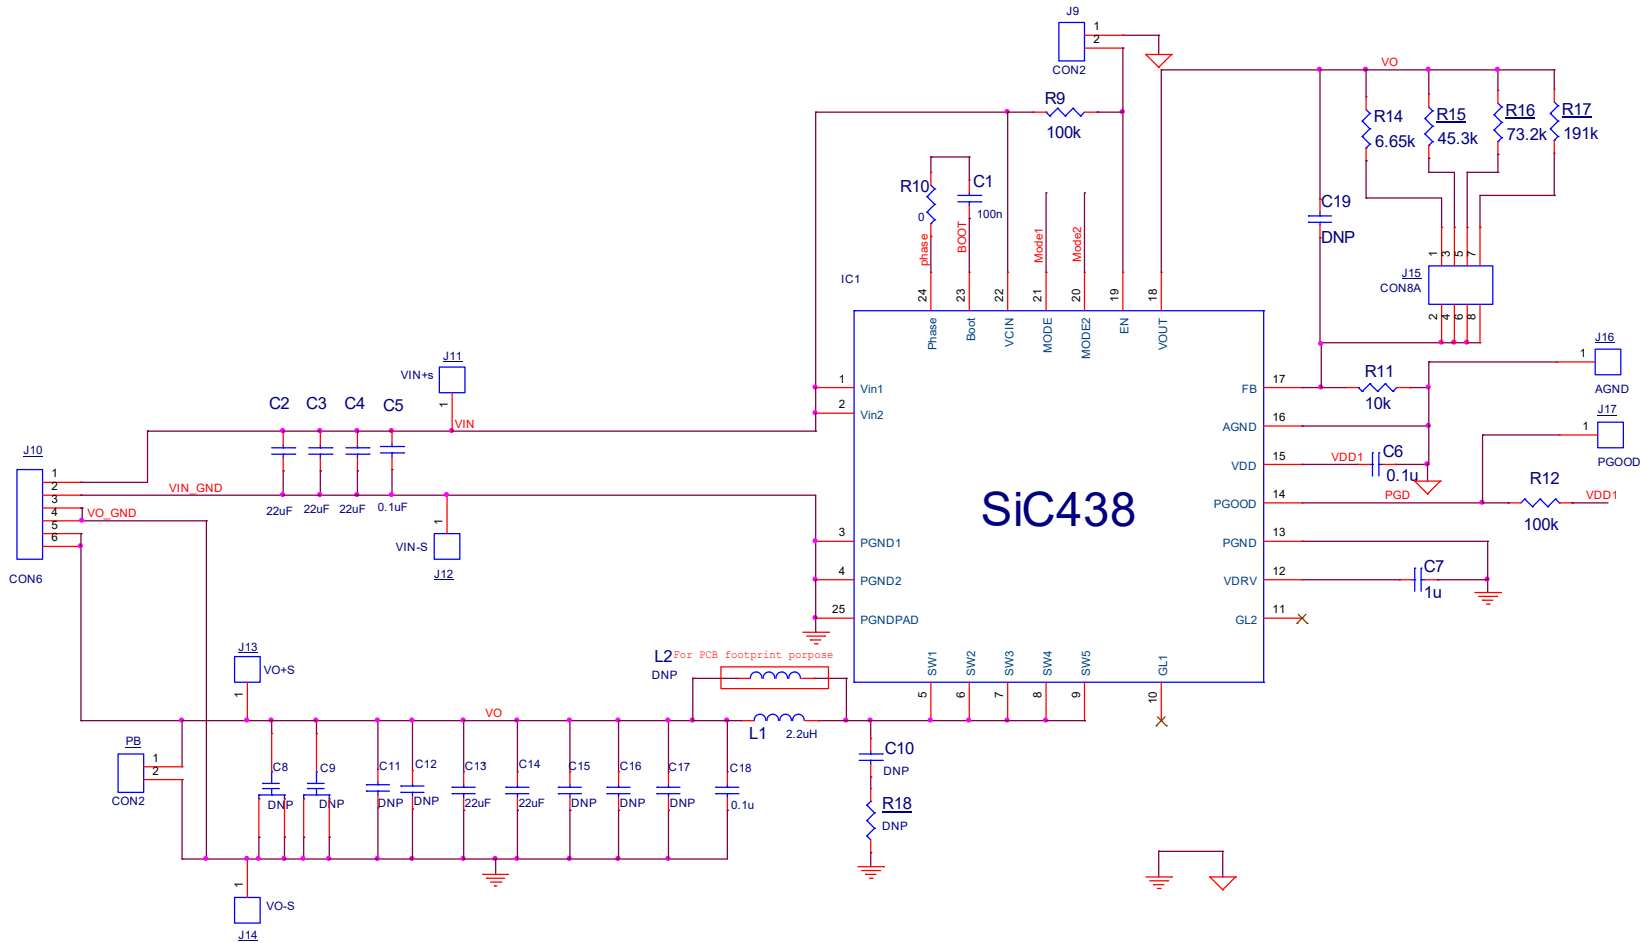 J9
1
2
CON2
VO
R9
100k
R14
6.65k
R15
45.3k
R16
73.2k
R17
191k
R10
0
C1
100n
phase
BOOT
Mode1
Mode2
C19
DNP
1
3
5
7
J15
CON8A
2
4
6
8
IC1
24
23
22
21
20
19
18
Phase
Boot
VCIN
MODE
MODE2
EN
VOUT
J16
1
AGND
J11
VIN+s
1
VIN
C2
C3
C4
C5
22uF
22uF
22uF
0.1uF
1
Vin1
2
Vin2
FB
17
R11
10k
AGND
16
J17
1
PGOOD
VDD
15
VDD1
C6
0.1u
PGOOD
14
PGD
R12
100k
VDD1
J10
1
2
3
4
5
6
CON6
VIN_GND
VO_GND
1
VIN-S
J12
SiC438
3
PGND1
4
PGND2
25
PGNDPAD
PGND
13
VDRV
12
C7
1u
GL2
11
SW1
SW2
SW3
SW4
SW5
GL1
5
6
7
8
9
10
L2
For PCB footprint porpose
DNP
J13
VO+S
1
VO
L1
2.2uH
PB
1
2
CON2
C8
DNP
C9
DNP
C11
DNP
C12
DNP
C13
22uF
C14
22uF
C15
DNP
C16
DNP
C17
DNP
C18
0.1u
C10
DNP
R18
DNP
1
VO-S
J14